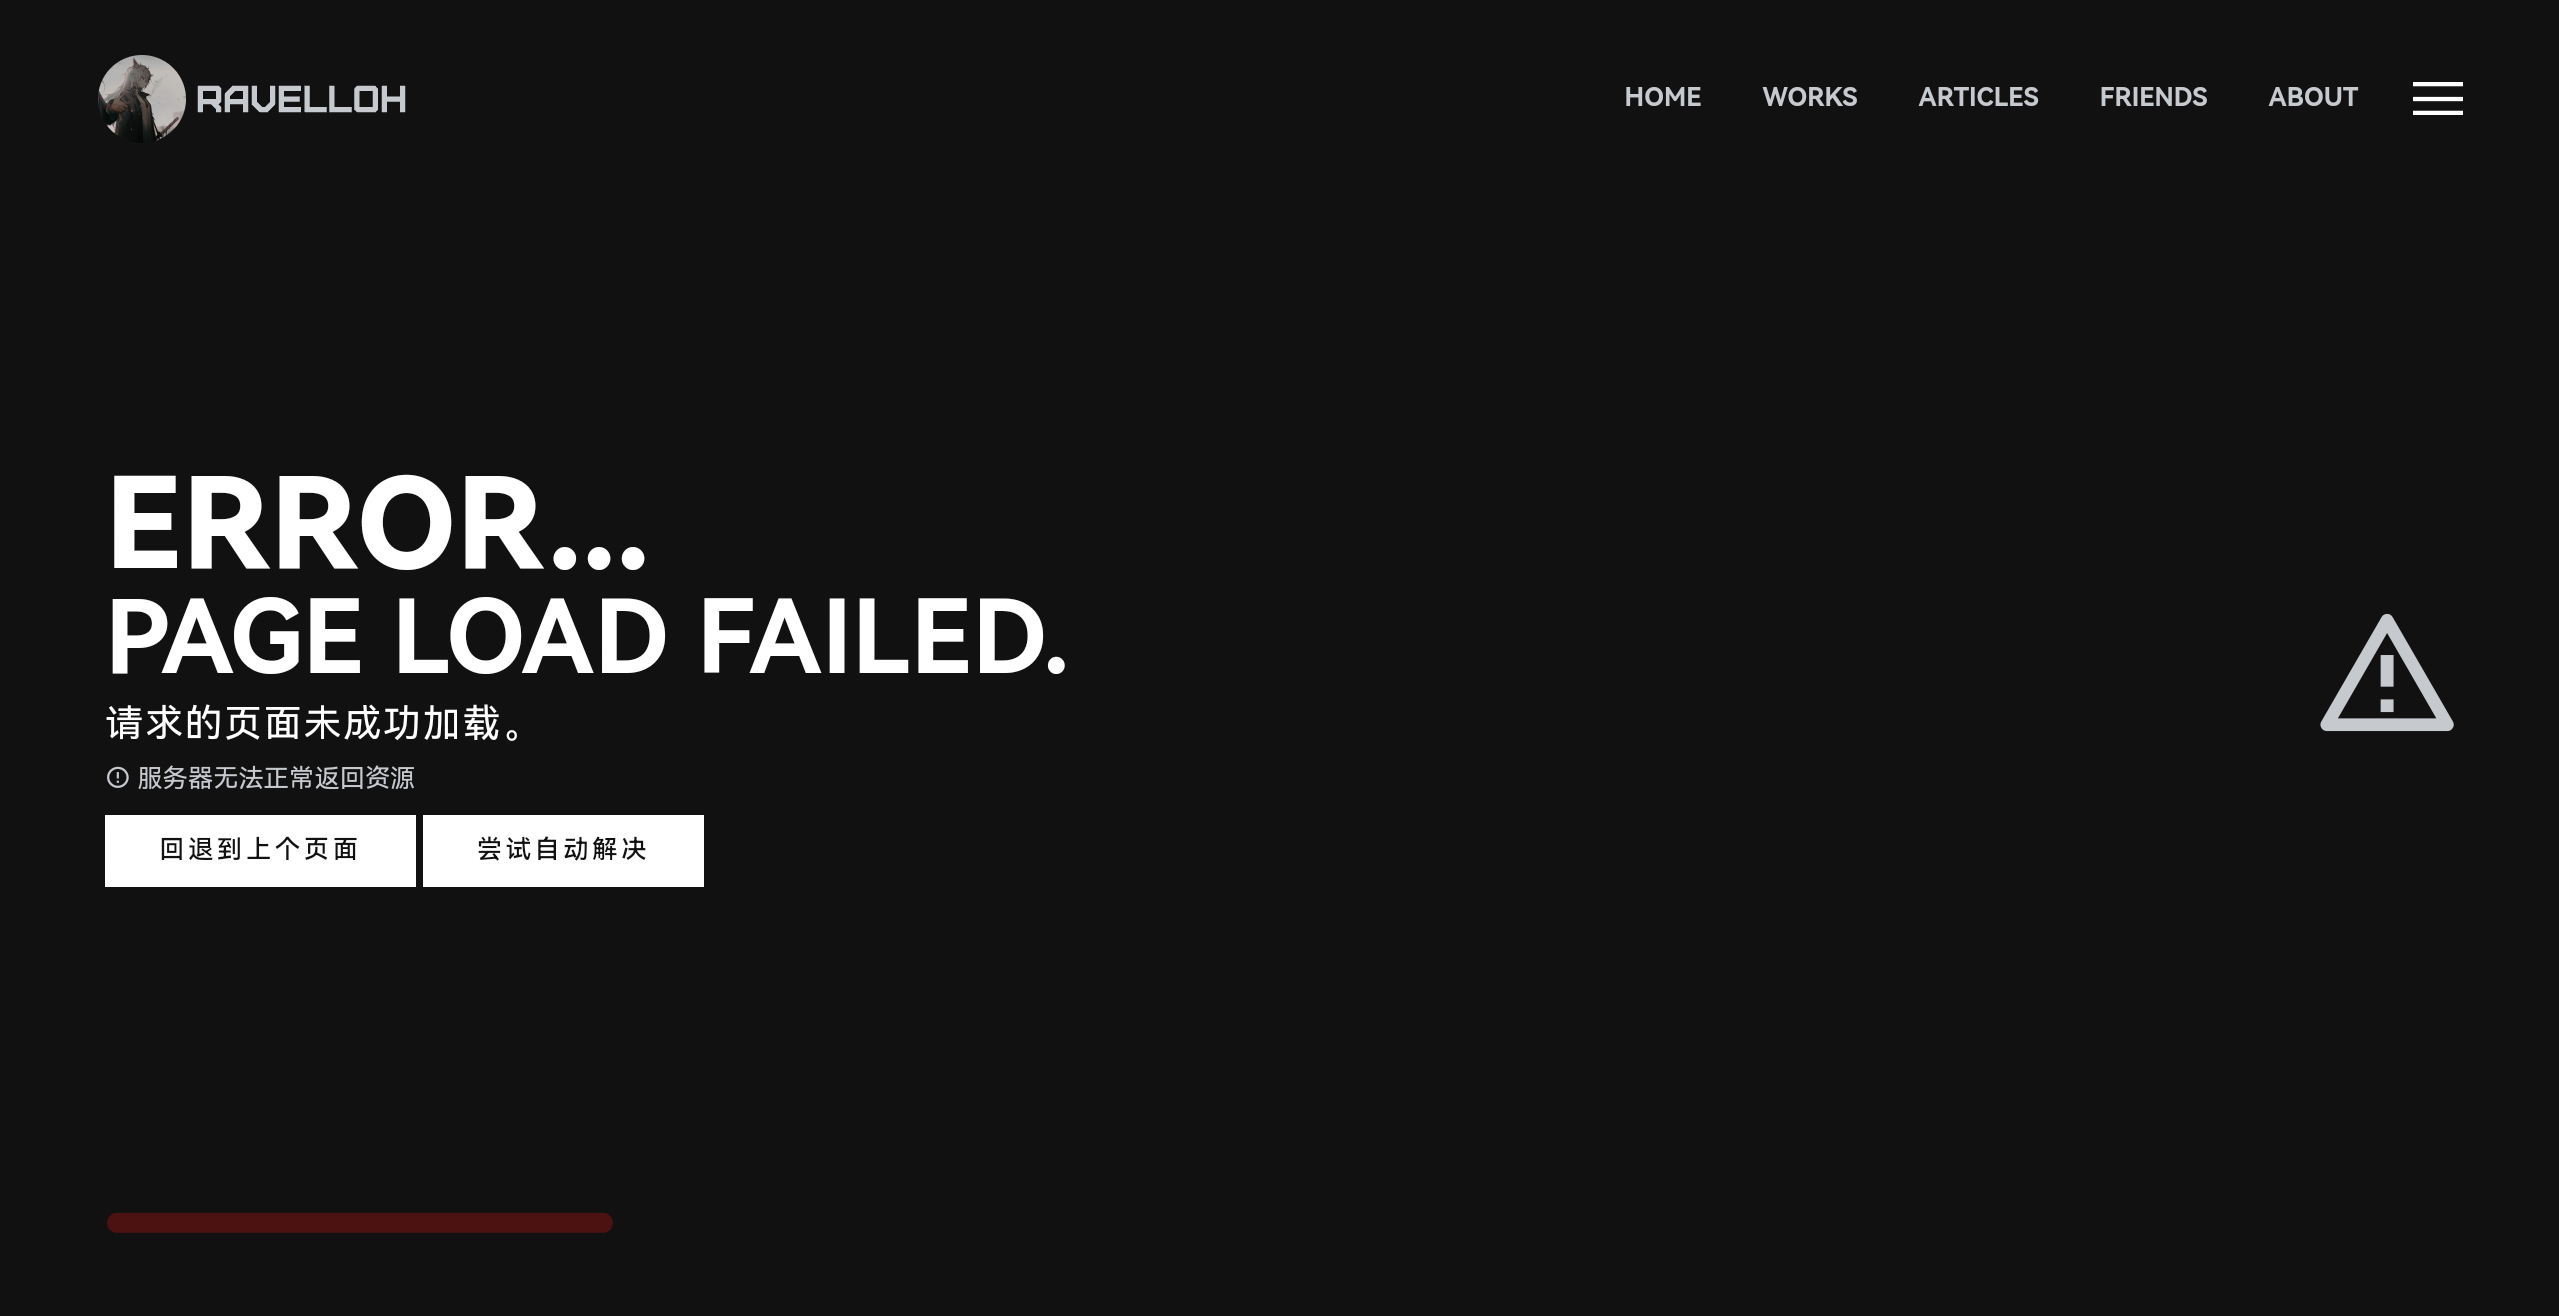 RAVELLOH
HOME WORKS ARTICLES FRIENDS ABOUT
ERROR...
PAGE LOAD FAILED.
请求的页面未成功加载。
服务器无法正常返回资源
回退到上个页面 尝试自动解决